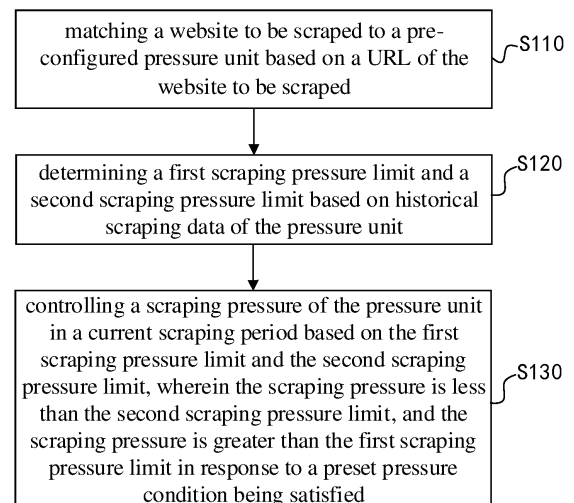 matching a website to be scraped to a pre-
configured pressure unit based on a URL of the
website to be scraped
S110
determining a first scraping pressure limit and a
second scraping pressure limit based on historical
scraping data of the pressure unit
S120
controlling a scraping pressure of the pressure unit
in a current scraping period based on the first
scraping pressure limit and the second scraping
pressure limit, wherein the scraping pressure is less
than the second scraping pressure limit, and the
scraping pressure is greater than the first scraping
pressure limit in response to a preset pressure
condition being satisfied
S130